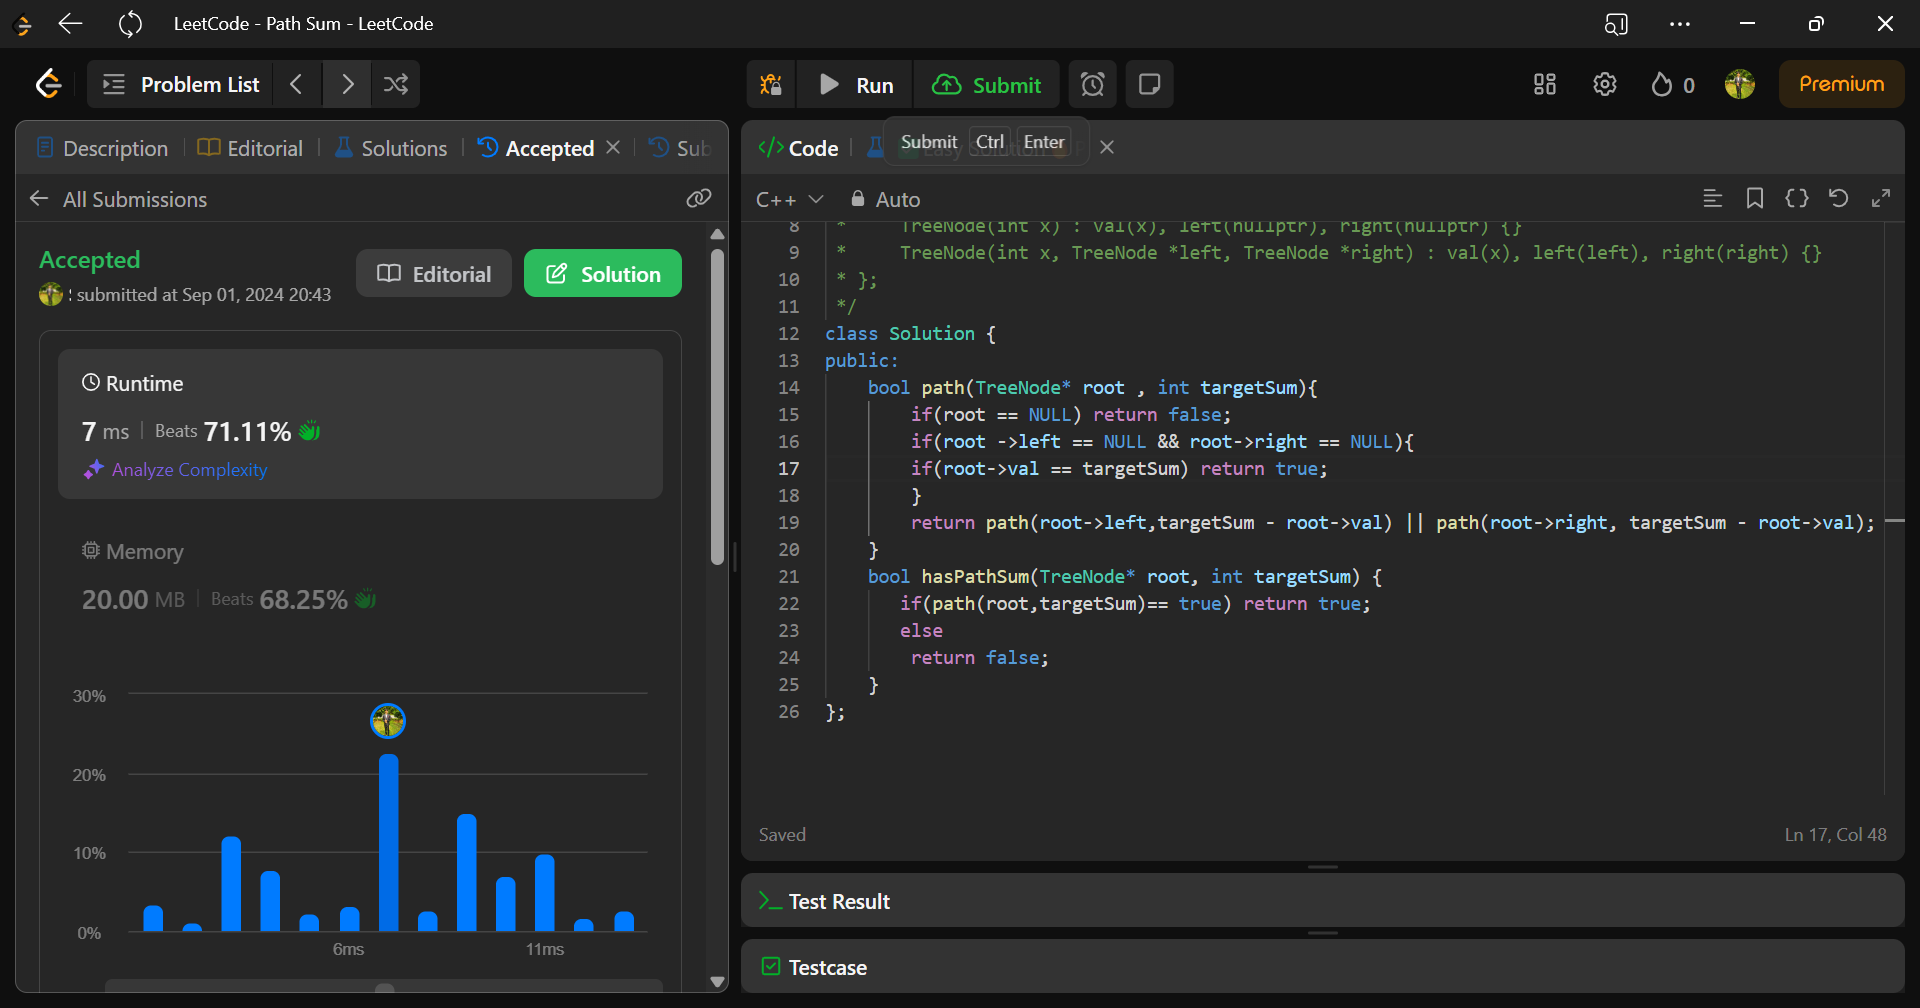 LeetCode - Path Sum - LeetCode
Problem List
Run
Submit
0
Premium
Description
Editorial
Solutions
Accepted
Sub
Code
Submit Ctrl Enter
All Submissions
C++
Auto
Accepted
submitted at Sep 01, 2024 20:43
Editorial
Solution
Runtime
7 ms | Beats 71.11%
Analyze Complexity
Memory
20.00 MB | Beats 68.25%
30%
20%
10%
0%
6ms
11ms
8 * TreeNode(int x) : val(x), left(nullptr), right(nullptr) {}
9 * TreeNode(int x, TreeNode *left, TreeNode *right) : val(x), left(left), right(right) {}
10 * };
11 */
12 class Solution {
13 public:
14 bool path(TreeNode* root , int targetSum){
15 if(root == NULL) return false;
16 if(root ->left == NULL && root->right == NULL){
17 if(root->val == targetSum) return true;
18 }
19 return path(root->left,targetSum - root->val) || path(root->right, targetSum - root->val);
20 }
21 bool hasPathSum(TreeNode* root, int targetSum) {
22 if(path(root,targetSum)== true) return true;
23 else
24 return false;
25 }
26 };
Saved
Ln 17, Col 48
Test Result
Testcase